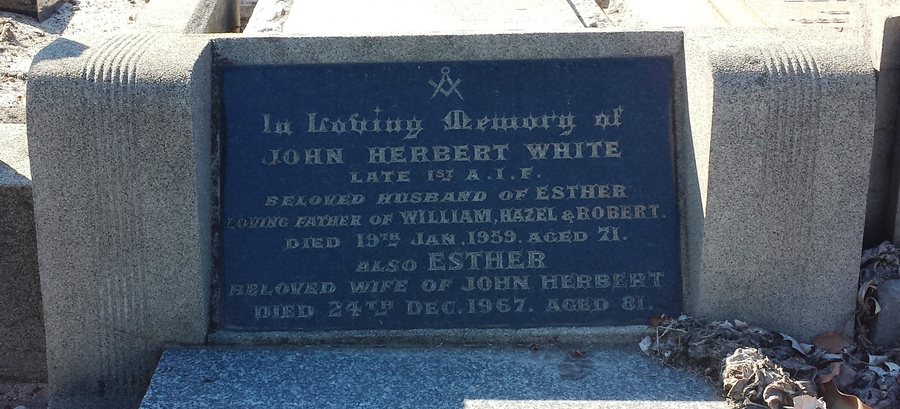 In Loving Memory of
JOHN HERBERT WHITE
LATE 1ST A.I.F.
BELOVED HUSBAND OF ESTHER
LOVING FATHER OF WILLIAM, HAZEL & ROBERT.
DIED 19TH JAN. 1959. AGED 71.
ALSO ESTHER
BELOVED WIFE OF JOHN HERBERT
DIED 24TH DEC. 1967. AGED 81.